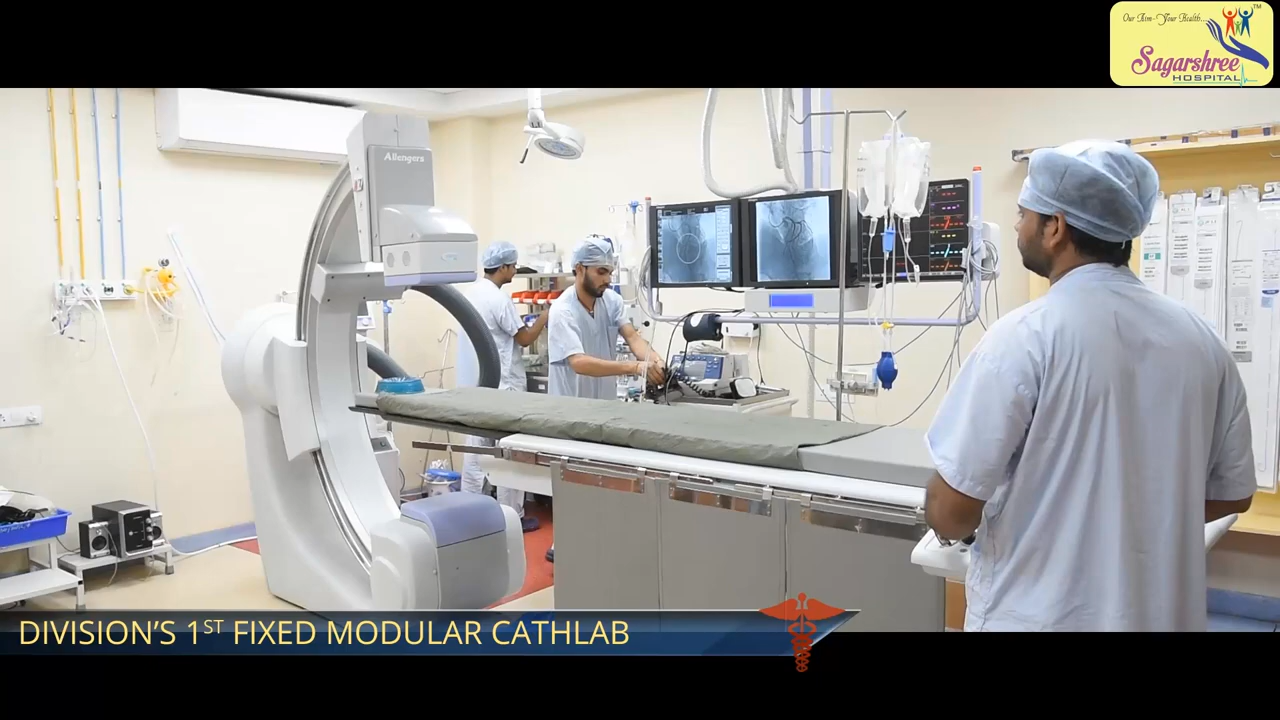 Our Aim-Your Health...
TM
Sagarshree
HOSPITAL
Allengers
DIVISION'S 1ST FIXED MODULAR CATHLAB